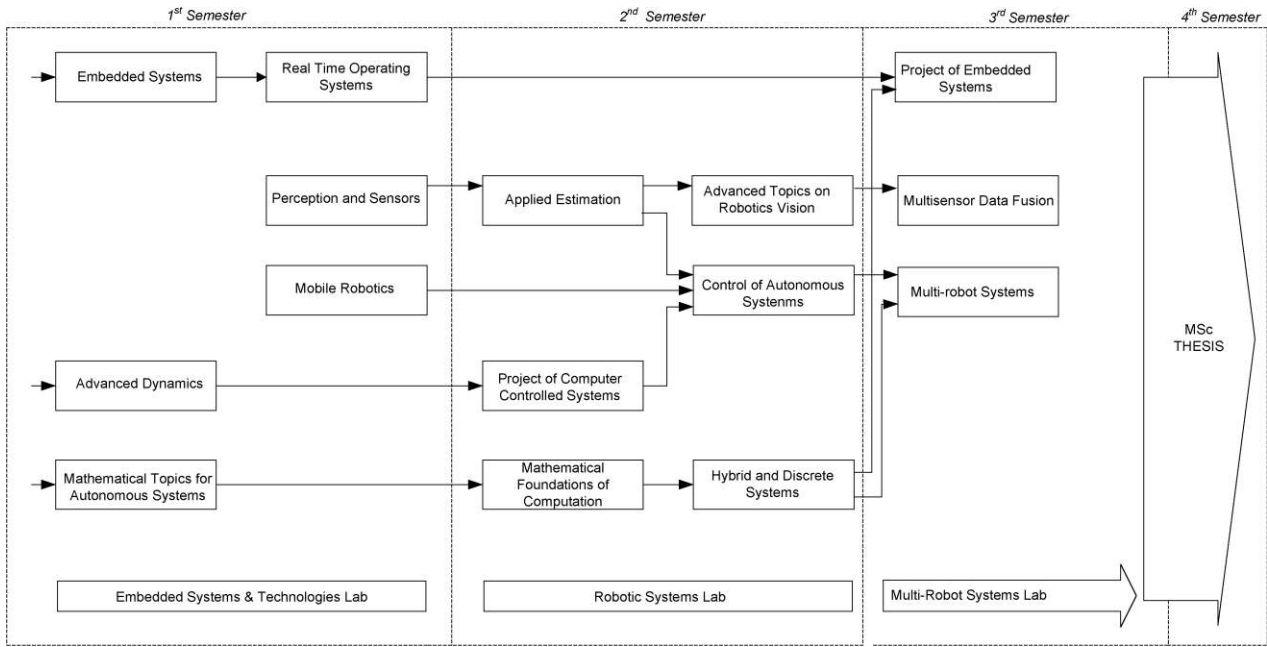 1st Semester
2nd Semester
3rd Semester
4th Semester
Embedded Systems
Real Time Operating
Systems
Project of Embedded
Systems
Perception and Sensors
Applied Estimation
Advanced Topics on
Robotics Vision
Multisensor Data Fusion
Mobile Robotics
Control of Autonomous
Systenms
Multi-robot Systems
MSc
THESIS
Advanced Dynamics
Project of Computer
Controlled Systems
Mathematical Topics for
Autonomous Systems
Mathematical
Foundations of
Computation
Hybrid and Discrete
Systems
Embedded Systems & Technologies Lab
Robotic Systems Lab
Multi-Robot Systems Lab